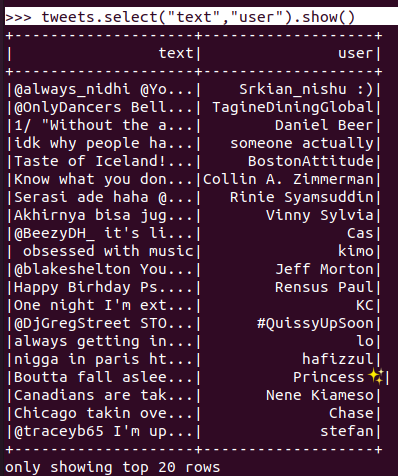 >>> tweets.select("text","user").show()
+--------------------+-------------------+
|                text|               user|
+--------------------+-------------------+
|@always_nidhi @Yo...|    Srkian_nishu :)|
|@OnlyDancers Bell...| TagineDiningGlobal|
|1/ "Without the a...|        Daniel Beer|
|idk why people ha...|   someone actually|
|Taste of Iceland!...|     BostonAttitude|
|Know what you don...|Collin A. Zimmerman|
|Serasi ade haha @...|   Rinie Syamsuddin|
|Akhirnya bisa jug...|       Vinny Sylvia|
|@BeezyDH_ it's li...|                Cas|
| obsessed with music|               kimo|
|@blakeshelton You...|        Jeff Morton|
|Happy Birhday Ps....|        Rensus Paul|
|One night I'm ext...|                 KC|
|@DjGregStreet STO...|      #QuissyUpSoon|
|always getting in...|                 lo|
|nigga in paris ht...|           hafizzul|
|Boutta fall aslee...|          Princess✨|
|Canadians are tak...|       Nene Kiameso|
|Chicago takin ove...|              Chase|
|@traceyb65 I'm up...|             stefan|
+--------------------+-------------------+
only showing top 20 rows